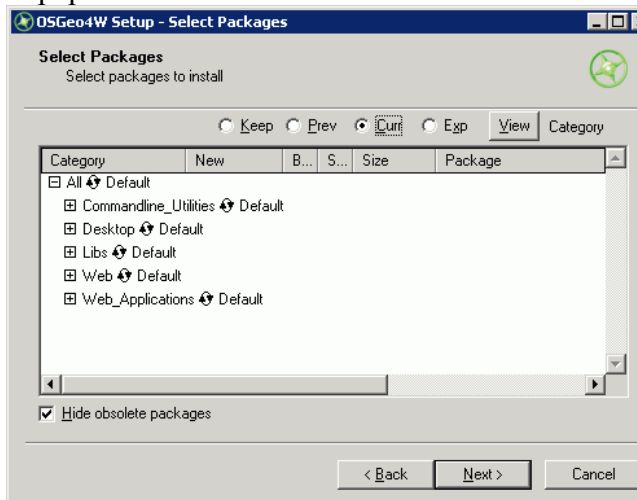 OSGeo4W Setup - Select Packages
Select Packages
Select packages to install
Keep Prev Curr Exp View Category
Category New B... S... Size Package
All Default
Commandline_Utilities Default
Desktop Default
Libs Default
Web Default
Web_Applications Default
Hide obsolete packages
< Back Next > Cancel